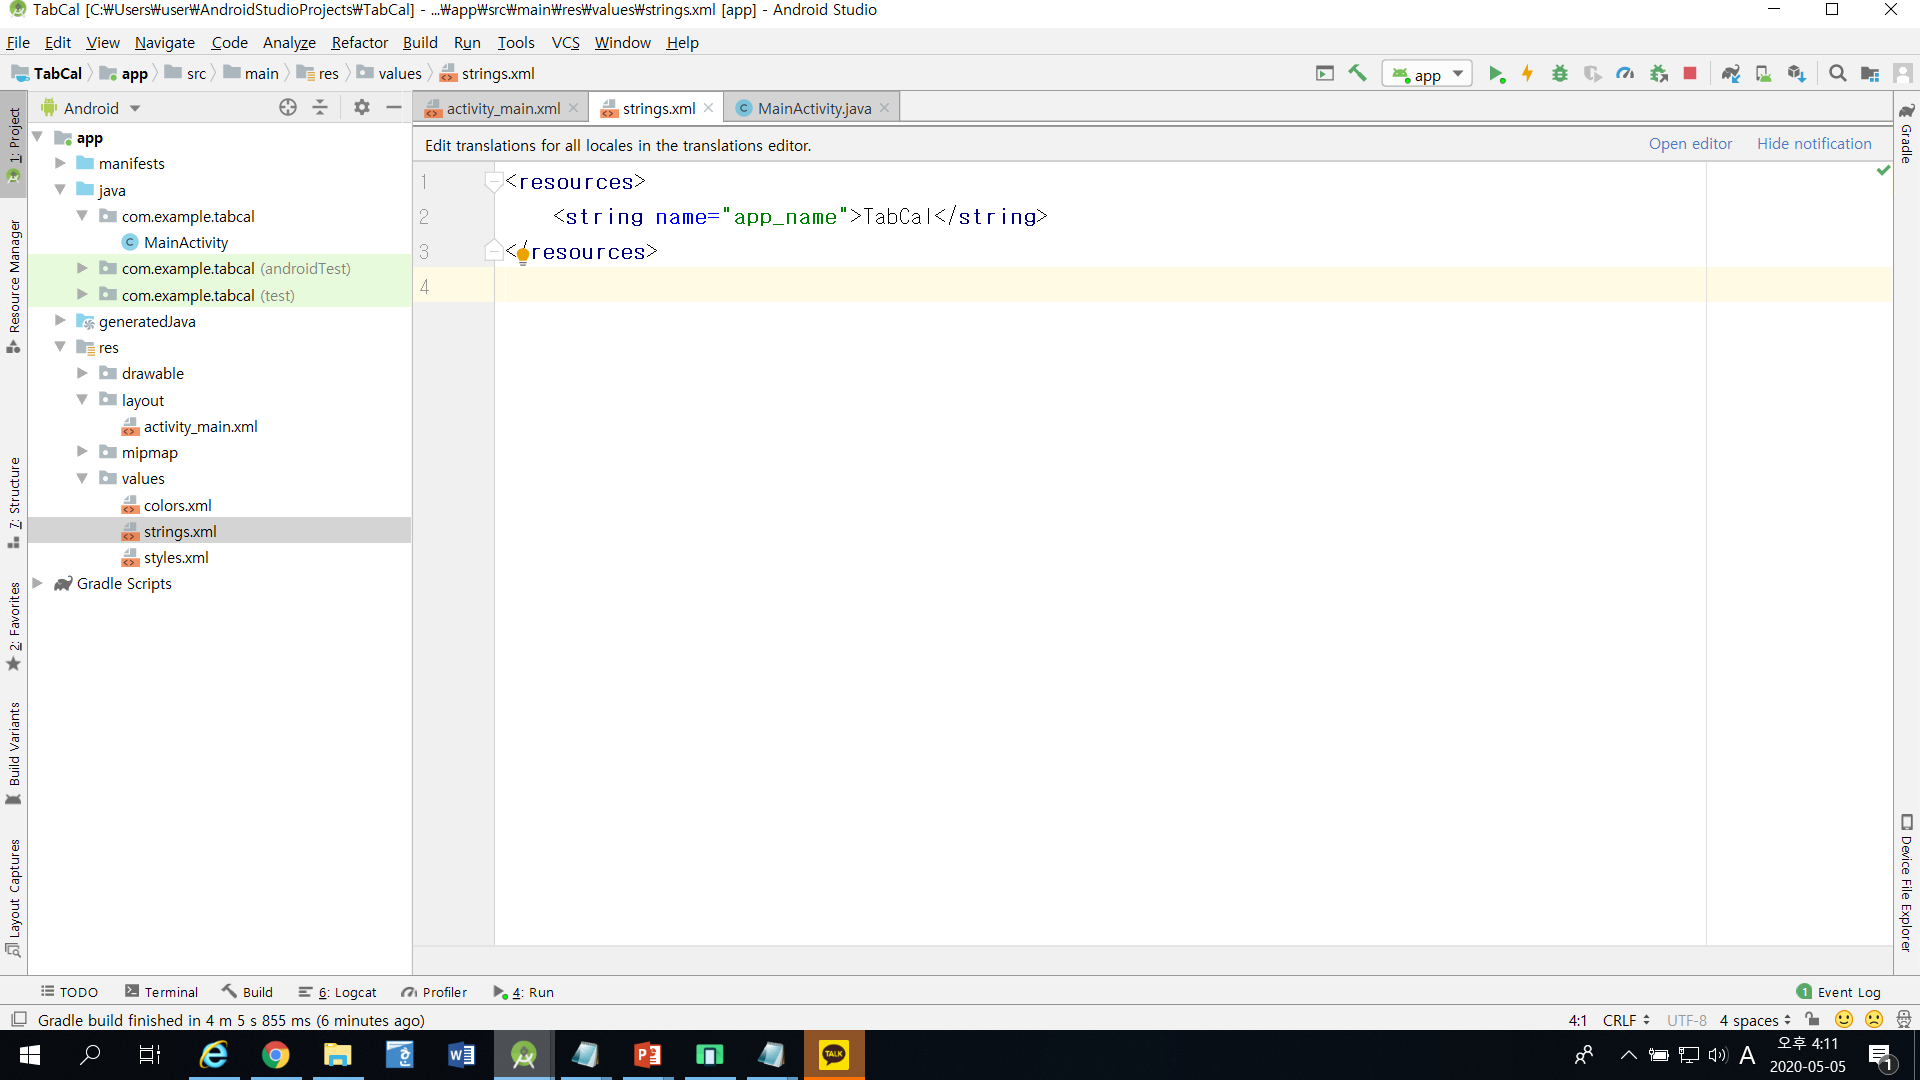 TabCal [C:₩Users₩user₩AndroidStudioProjects₩TabCal] - ...₩app₩src₩main₩res₩values₩strings.xml [app] - Android Studio
File Edit View Navigate Code Analyze Refactor Build Run Tools VCS Window Help
TabCal app src main res values strings.xml app
Android
activity_main.xml strings.xml MainActivity.java
Edit translations for all locales in the translations editor. Open editor Hide notification
1 <resources>
2 <string name="app_name">TabCal</string>
3 </resources>
4
app
manifests
java
com.example.tabcal
MainActivity
com.example.tabcal (androidTest)
com.example.tabcal (test)
generatedJava
res
drawable
layout
activity_main.xml
mipmap
values
colors.xml
strings.xml
styles.xml
Gradle Scripts
1: Project
Resource Manager
7: Structure
2: Favorites
Build Variants
Layout Captures
Gradle
Device File Explorer
TODO Terminal Build 6: Logcat Profiler 4: Run 1 Event Log
Gradle build finished in 4 m 5 s 855 ms (6 minutes ago) 4:1 CRLF UTF-8 4 spaces
TALK
A
오후 4:11
2020-05-05
1